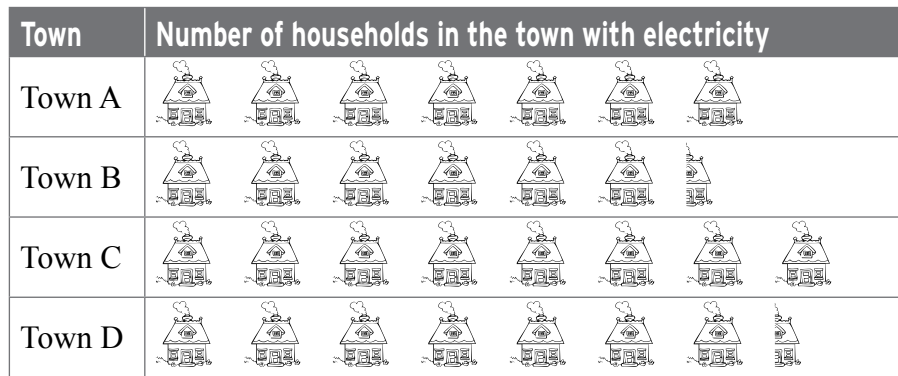 Town Number of households in the town with electricity
Town A
Town B
Town C
Town D